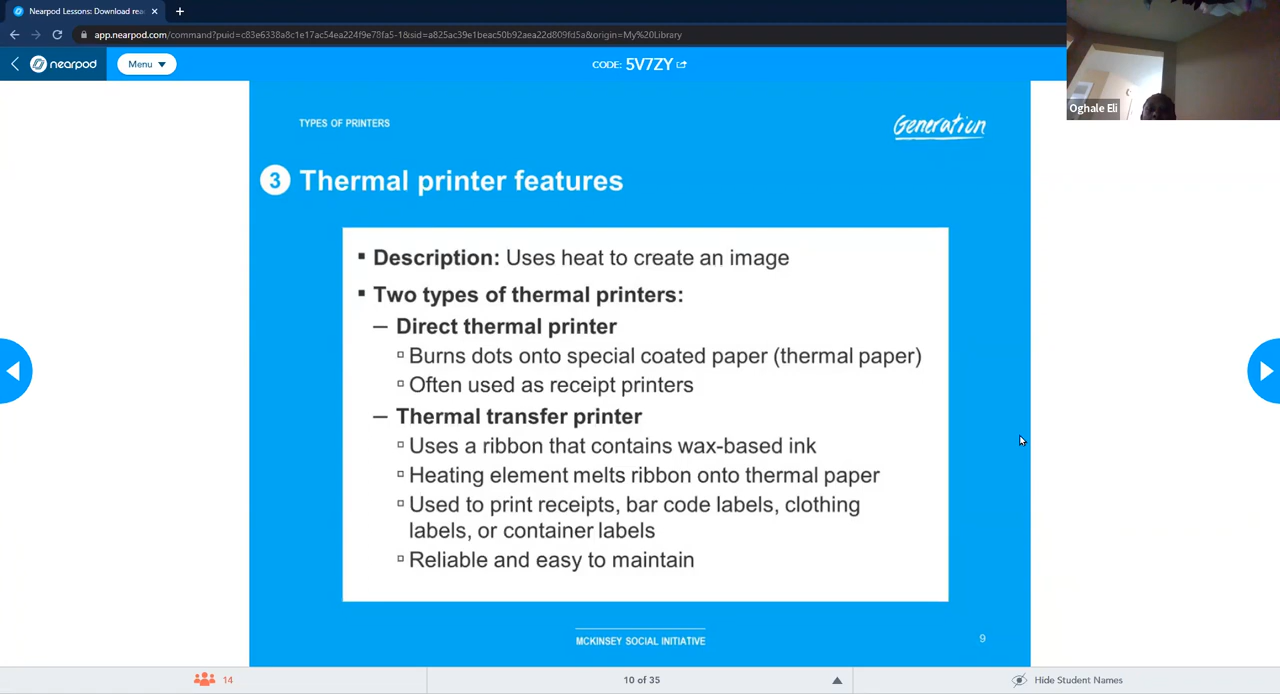 Nearpod Lessons: Download rea
app.nearpod.com/command?puid=c83e6338a8c1e17ac54ea224f9e78fa5-1&sid=a825ac39e1beac50b92aea22d809fd5a&origin=My%20Library
nearpod
Menu
CODE: 5V7ZY
Oghale Eli
TYPES OF PRINTERS
Generation
3 Thermal printer features
▪ Description: Uses heat to create an image
▪ Two types of thermal printers:
– Direct thermal printer
▫ Burns dots onto special coated paper (thermal paper)
▫ Often used as receipt printers
– Thermal transfer printer
▫ Uses a ribbon that contains wax-based ink
▫ Heating element melts ribbon onto thermal paper
▫ Used to print receipts, bar code labels, clothing
labels, or container labels
▫ Reliable and easy to maintain
MCKINSEY SOCIAL INITIATIVE
9
14
10 of 35
Hide Student Names